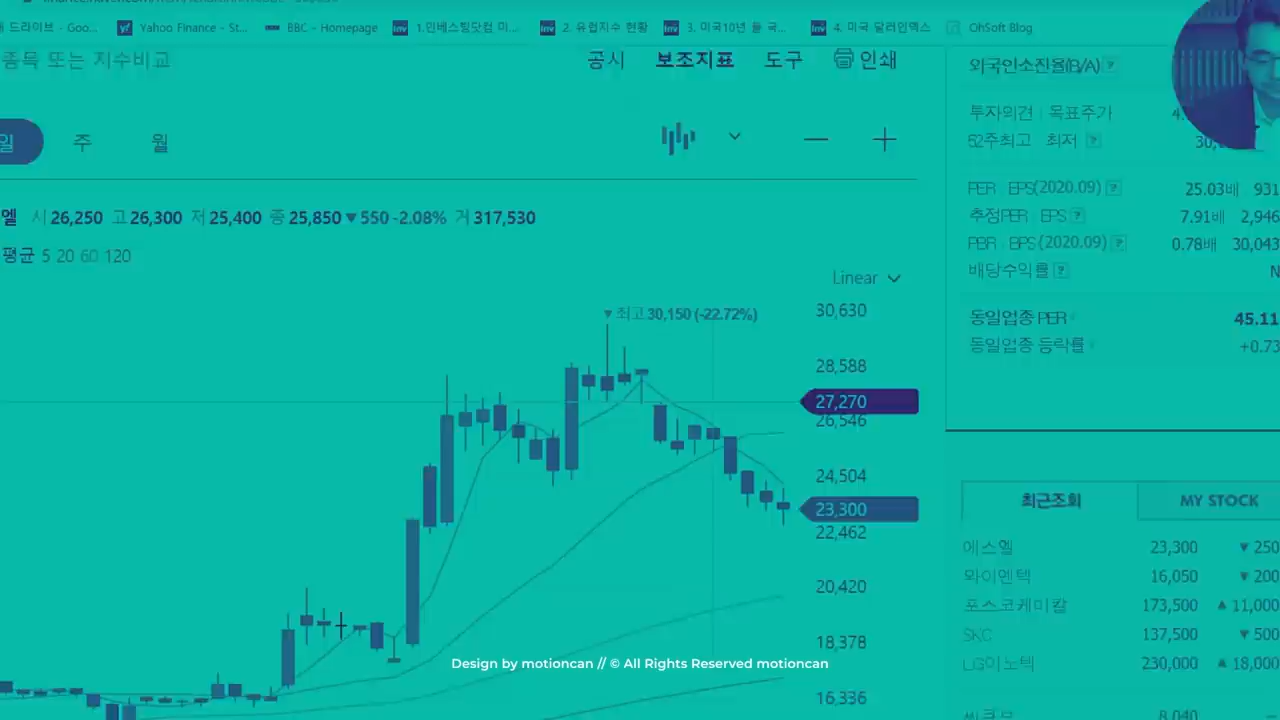 드라이브 - Goo...
Yahoo Finance - St...
BBC - Homepage
1.인베스팅닷컴 미...
2. 유럽지수 현황
3. 미국10년 물 국...
4. 미국 달러인덱스
OhSoft Blog
종목 또는 지수비교
공시
보조지표
도구
인쇄
일
주
월
엘 시 26,250 고 26,300 저 25,400 종 25,850 ▼ 550 -2.08% 거 317,530
평균 5 20 60 120
Linear
▼최고 30,150 (-22.72%)
30,630
28,588
27,270
26,546
24,504
23,300
22,462
20,420
18,378
16,336
외국인소진율(B/A)
투자의견 | 목표주가
52주최고 | 최저
PER | EPS(2020.09) 25.03배 931
추정PER | EPS 7.91배 2,946
PBR | BPS (2020.09) 0.78배 30,043
배당수익률 N
동일업종 PER 45.11
동일업종 등락률 +0.73
최근조회 MY STOCK
에스엘 23,300 ▼ 250
와이엔텍 16,050 ▼ 200
포스코케미칼 173,500 ▲ 11,000
SKC 137,500 ▼ 500
LG이노텍 230,000 ▲ 18,000
8,040
Design by motioncan // © All Rights Reserved motioncan